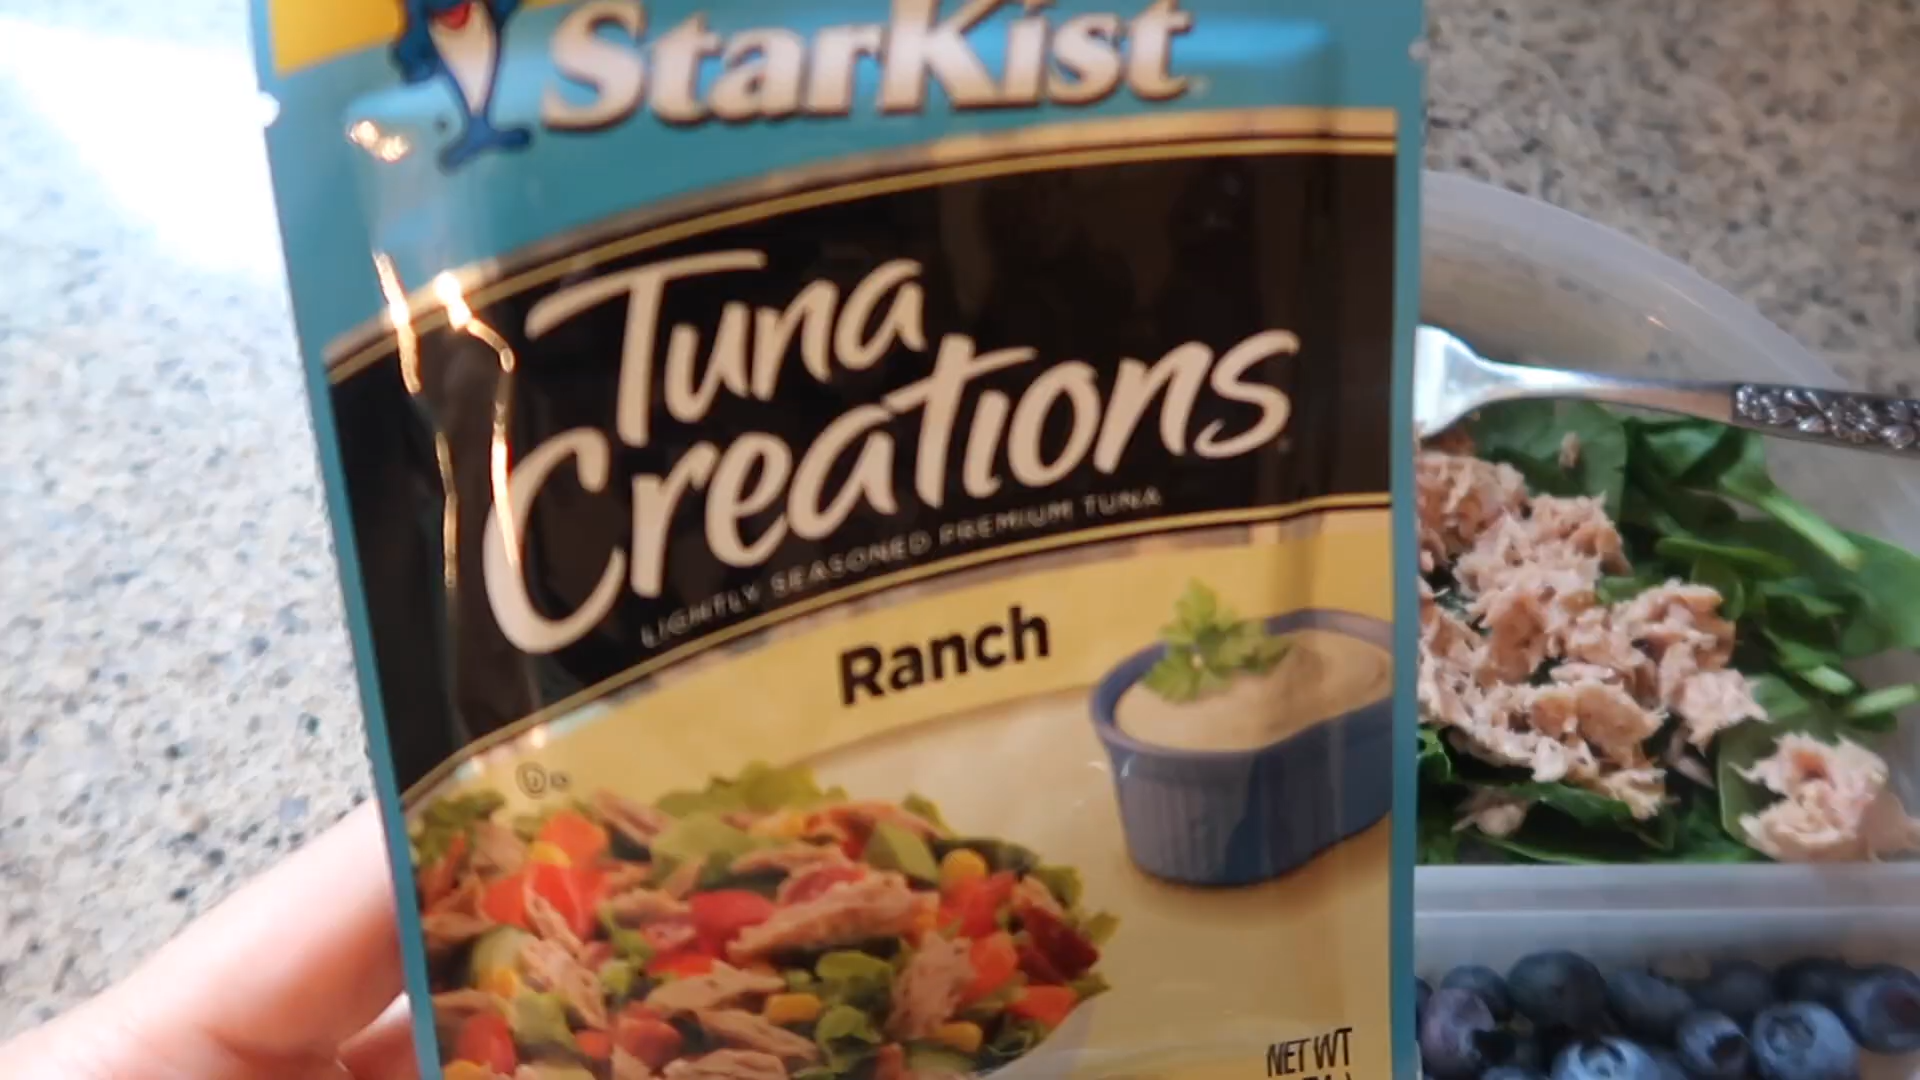 StarKist
Tuna
Creations
LIGHTLY SEASONED PREMIUM TUNA
Ranch
NET WT